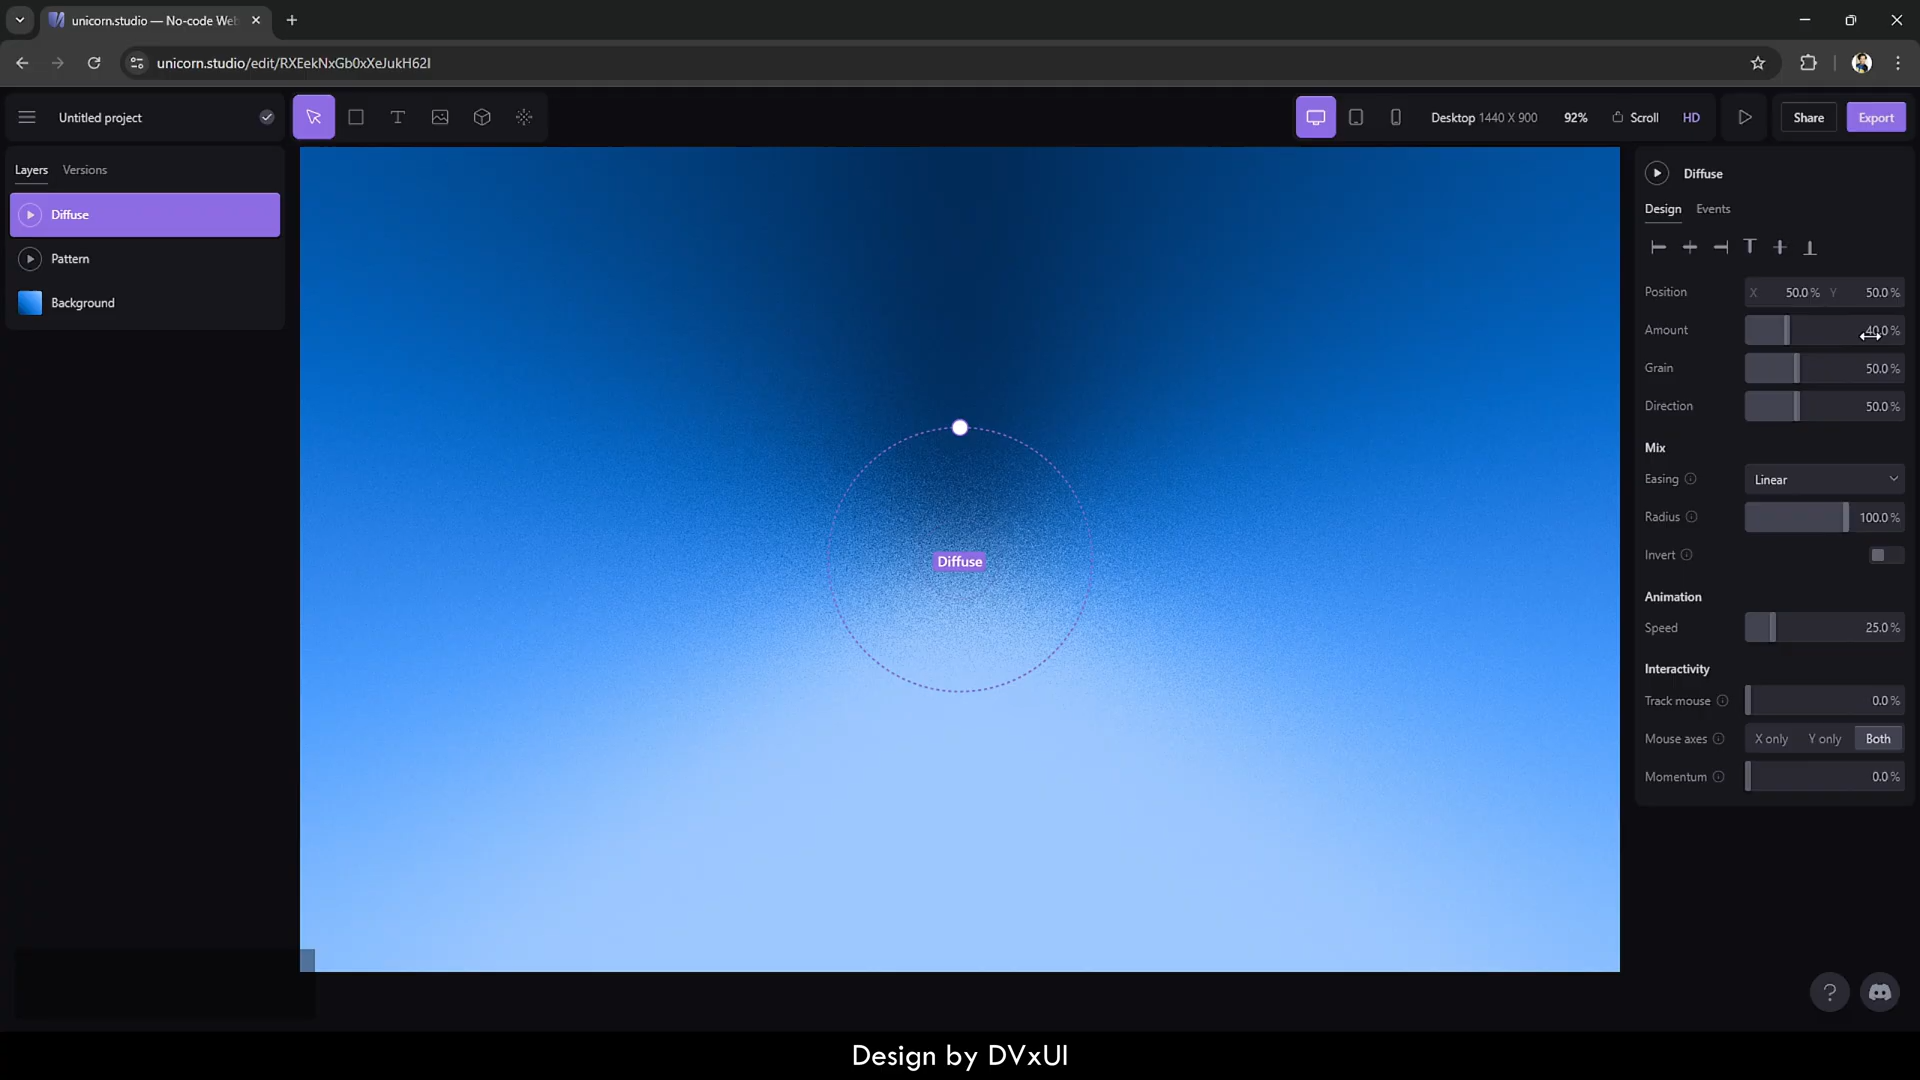 unicorn.studio — No-code Web
unicorn.studio/edit/RXEekNxGb0xXeJukH62I
Untitled project
Desktop 1440 X 900
92%
Scroll
HD
Share
Export
Layers
Versions
Diffuse
Pattern
Background
Diffuse
Diffuse
Design
Events
Position
X 50.0 % Y 50.0 %
Amount
40.0 %
Grain
50.0 %
Direction
50.0 %
Mix
Easing
Linear
Radius
100.0 %
Invert
Animation
Speed
25.0 %
Interactivity
Track mouse
0.0 %
Mouse axes
X only
Y only
Both
Momentum
0.0 %
?
Design by DVxUI